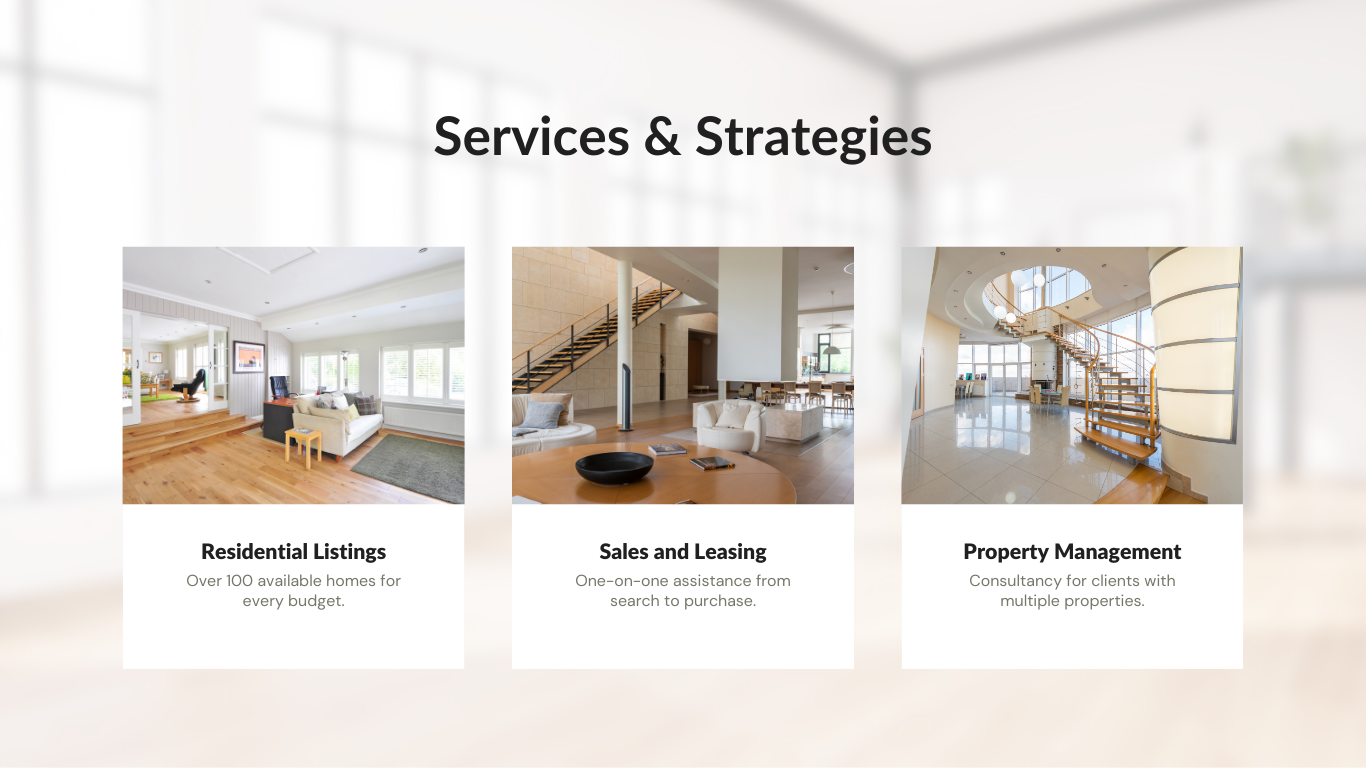 Services & Strategies
Residential Listings
Over 100 available homes for
every budget.
Sales and Leasing
One-on-one assistance from
search to purchase.
Property Management
Consultancy for clients with
multiple properties.